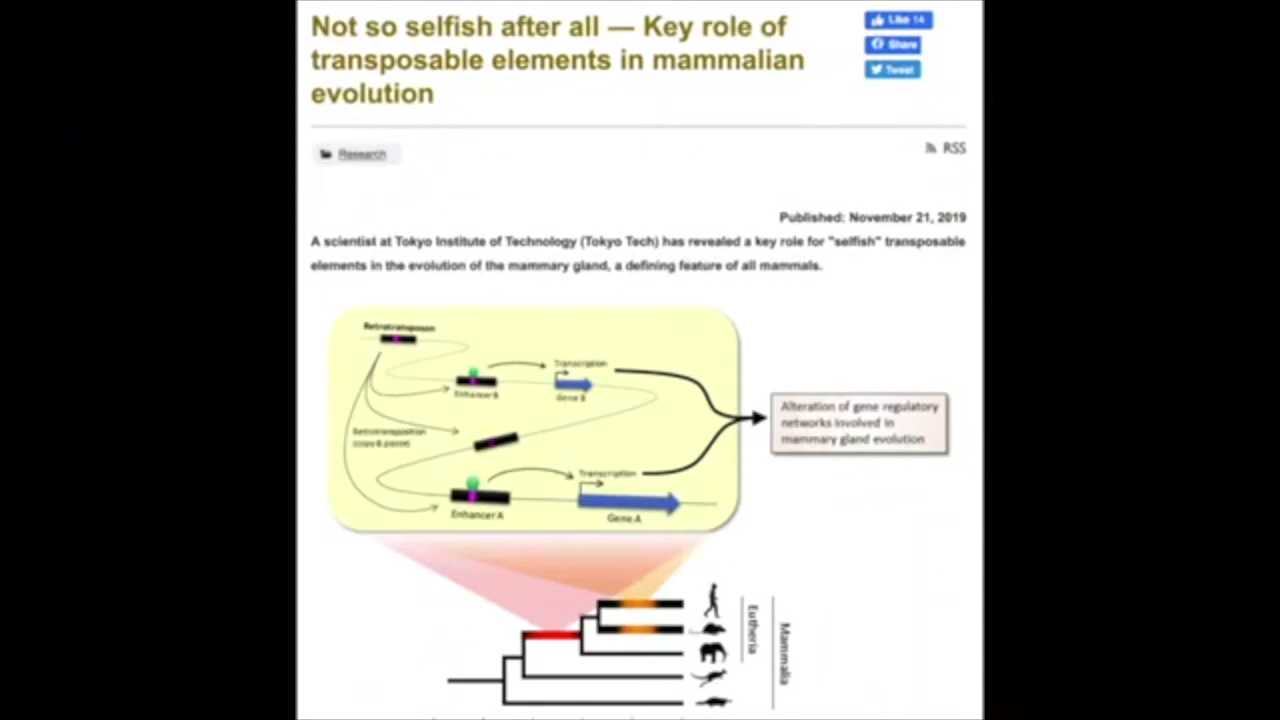 Not so selfish after all — Key role of
transposable elements in mammalian
evolution
Like 14
Share
Tweet
Research
RSS
Published: November 21, 2019
A scientist at Tokyo Institute of Technology (Tokyo Tech) has revealed a key role for "selfish" transposable
elements in the evolution of the mammary gland, a defining feature of all mammals.
Retrotransposon
Transcription
Enhancer B
Gene B
Retrotransposition
(copy & paste)
Transcription
Enhancer A
Gene A
Alteration of gene regulatory
networks involved in
mammary gland evolution
Eutheria
Mammalia